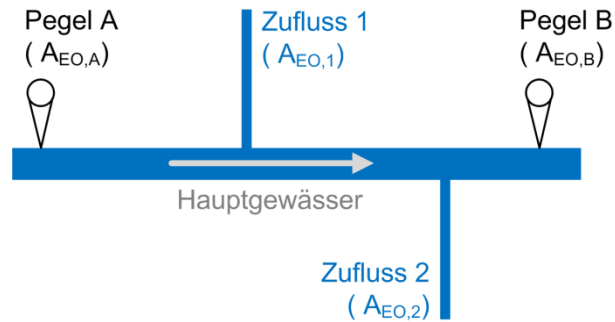 Pegel A
( A_EO,A)
Zufluss 1
( A_EO,1)
Pegel B
( A_EO,B)
Hauptgewässer
Zufluss 2
( A_EO,2)